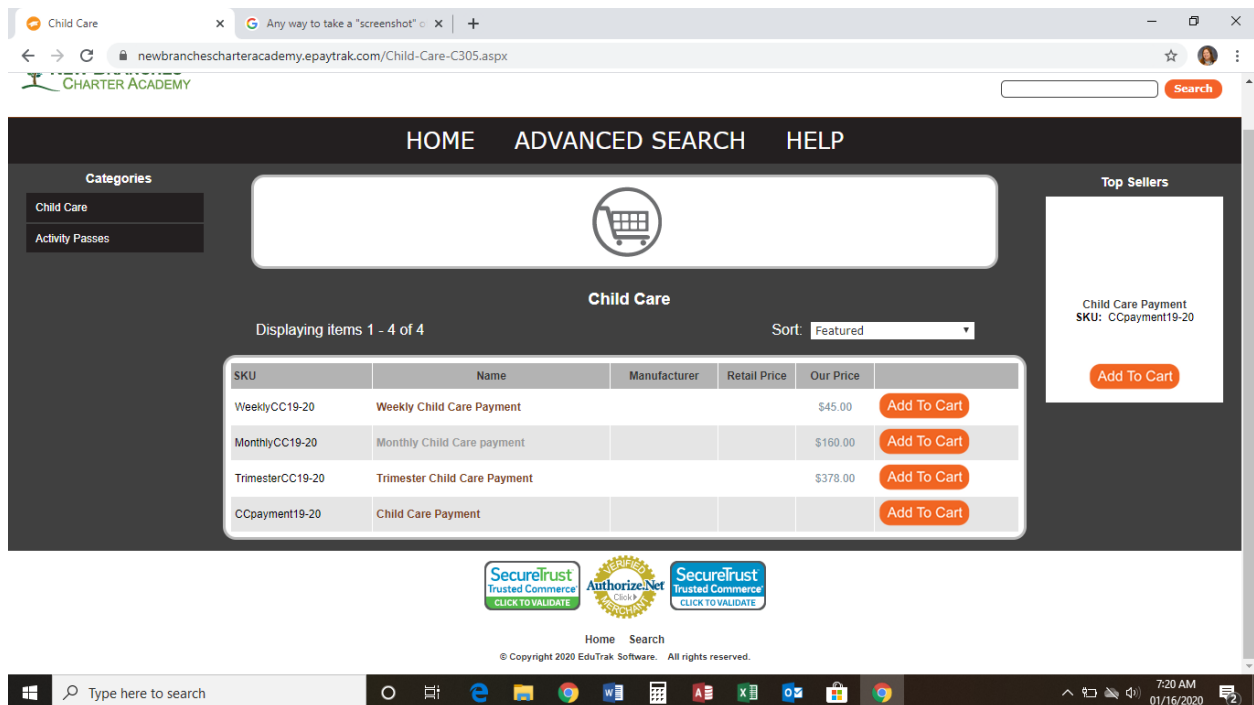 Child Care
Any way to take a "screenshot" o
newbranchescharteracademy.epaytrak.com/Child-Care-C305.aspx
CHARTER ACADEMY
Search
HOME ADVANCED SEARCH HELP
Categories
Child Care
Activity Passes
Top Sellers
Child Care Payment
SKU: CCpayment19-20
Add To Cart
Child Care
Displaying items 1 - 4 of 4
Sort: Featured
SKU Name Manufacturer Retail Price Our Price
WeeklyCC19-20 Weekly Child Care Payment $45.00 Add To Cart
MonthlyCC19-20 Monthly Child Care payment $160.00 Add To Cart
TrimesterCC19-20 Trimester Child Care Payment $378.00 Add To Cart
CCpayment19-20 Child Care Payment Add To Cart
SecureTrust
Trusted Commerce
CLICK TO VALIDATE
VERIFIED
Authorize.Net
Click
MERCHANT
SecureTrust
Trusted Commerce
CLICK TO VALIDATE
Home Search
© Copyright 2020 EduTrak Software. All rights reserved.
Type here to search
7:20 AM
01/16/2020